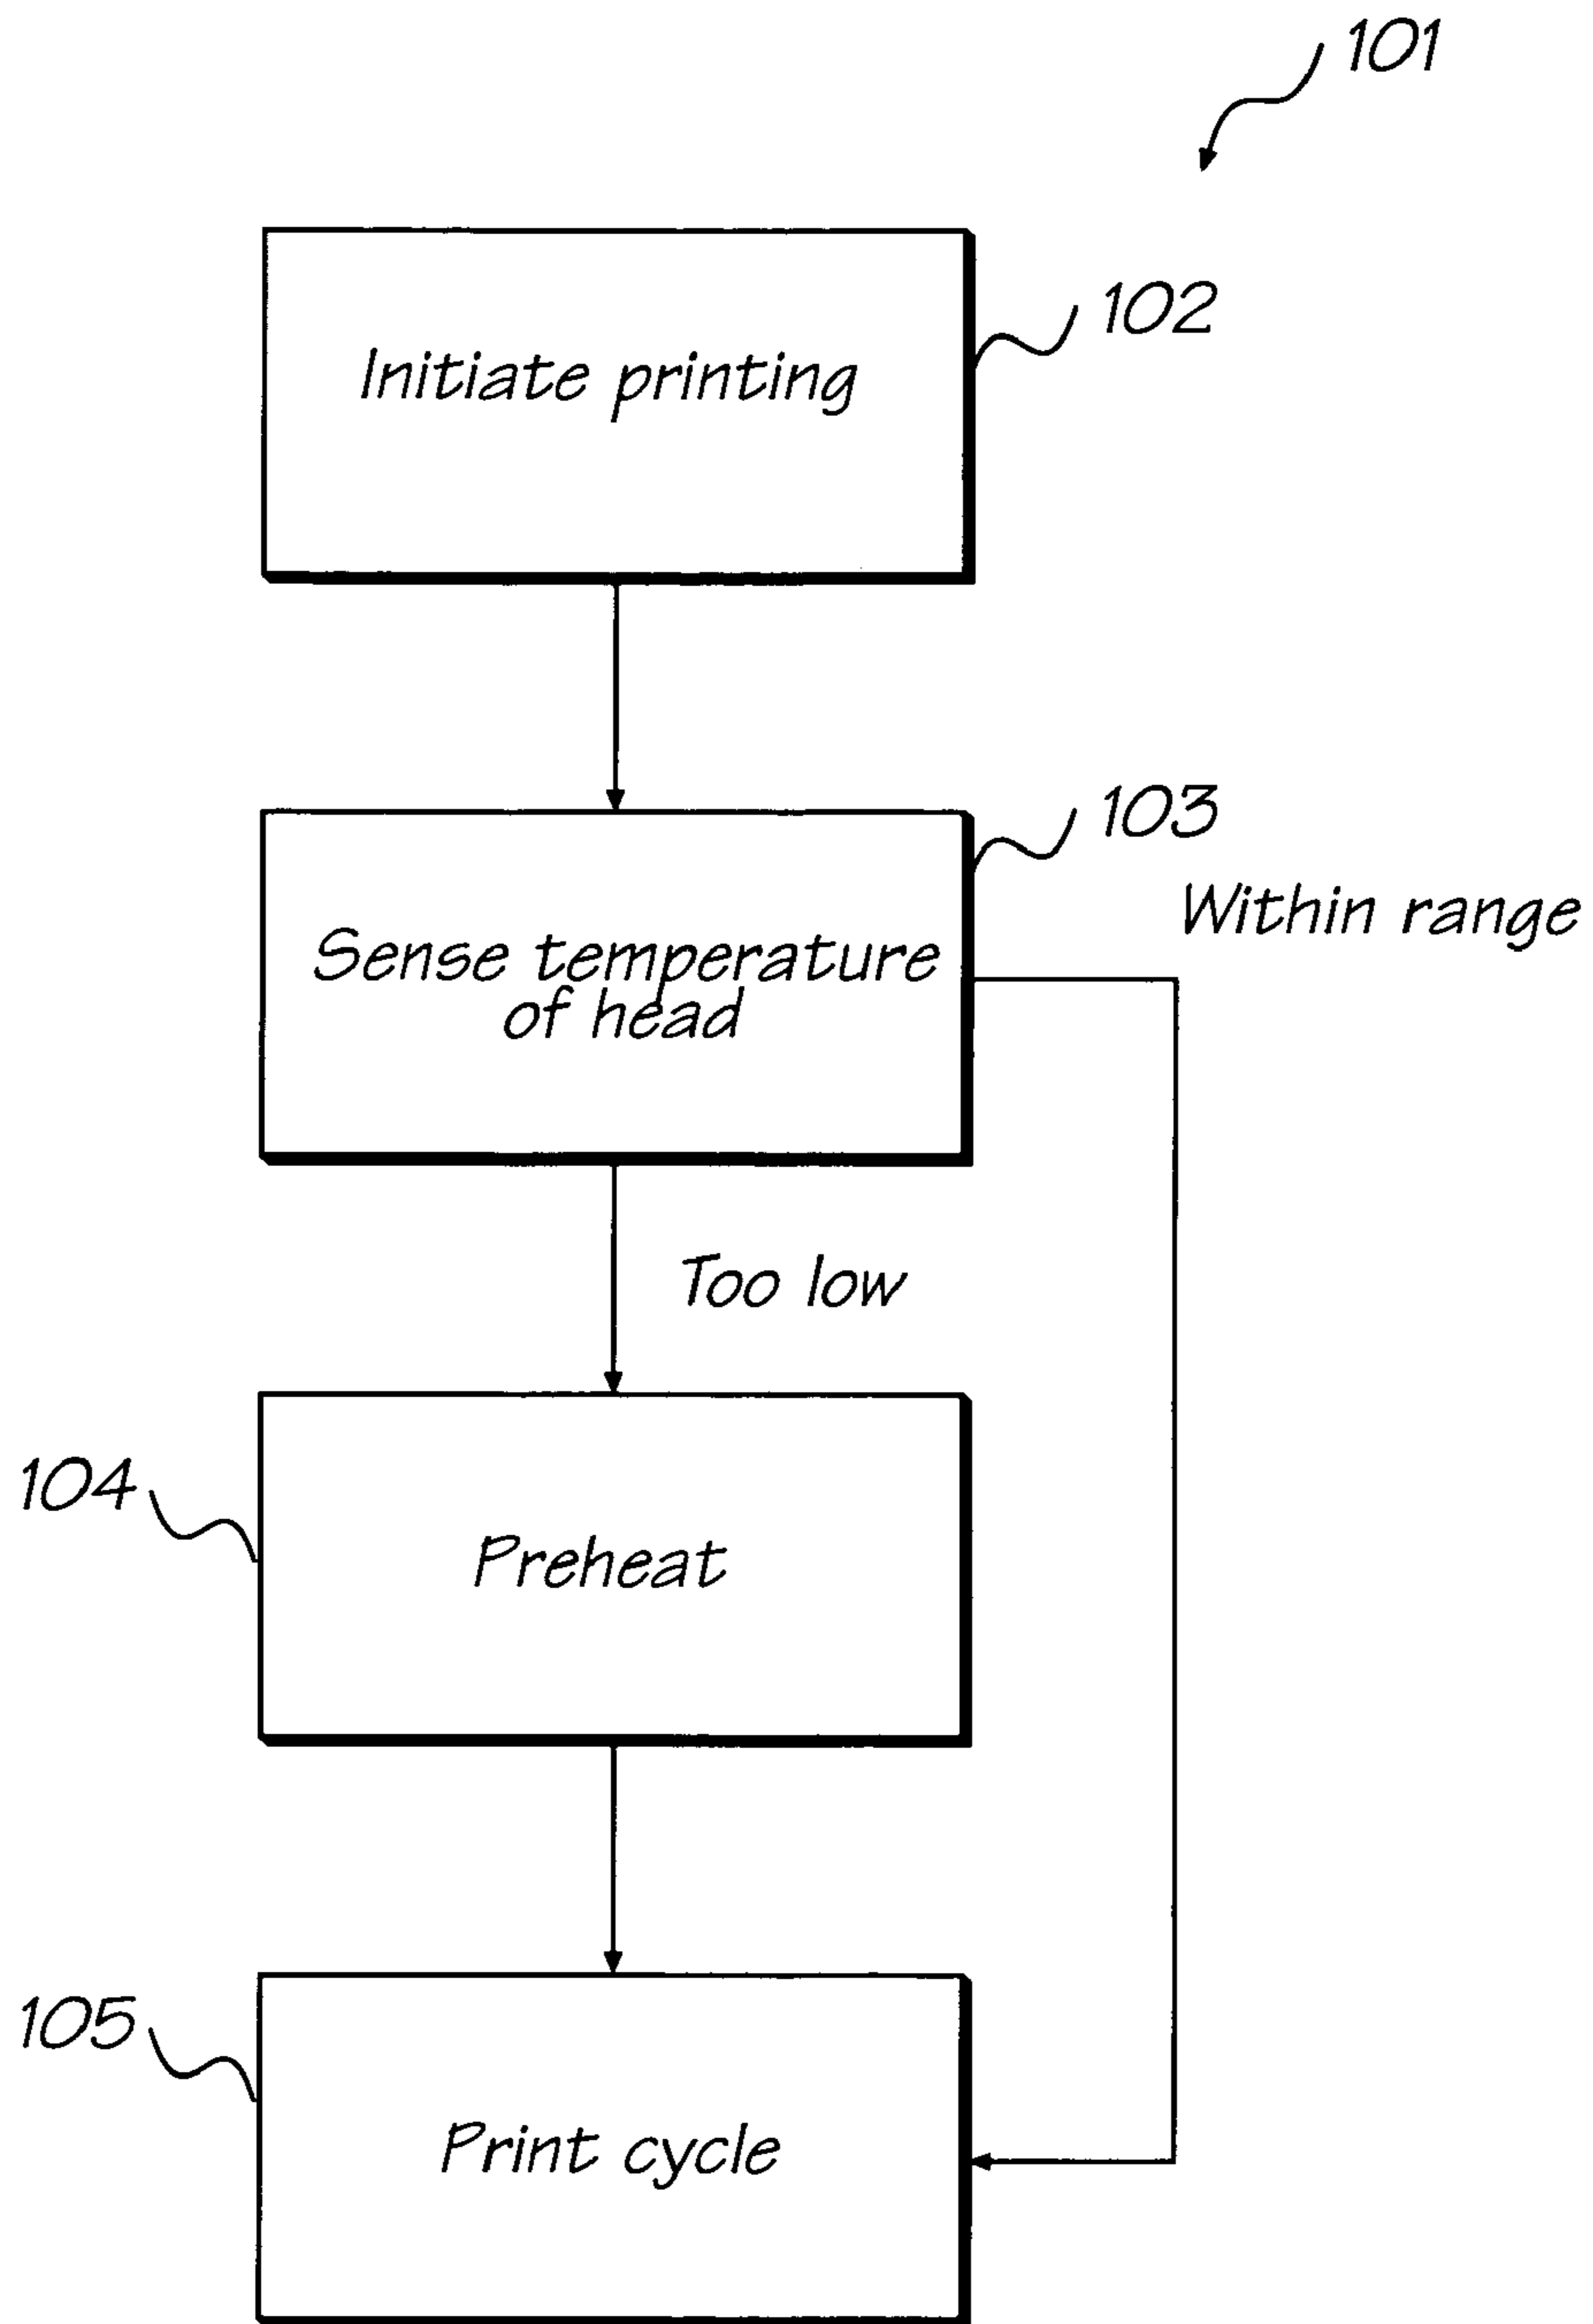 101
Initiate printing
102
103
Within range
Sense temperature
of head
Too low
104
Preheat
105
Print cycle